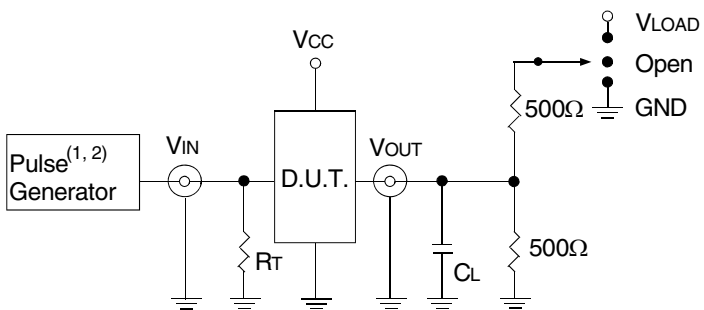 VLOAD
VCC
Open
500Ω
GND
VIN
VOUT
Pulse(1, 2)
Generator
D.U.T.
RT
CL
500Ω